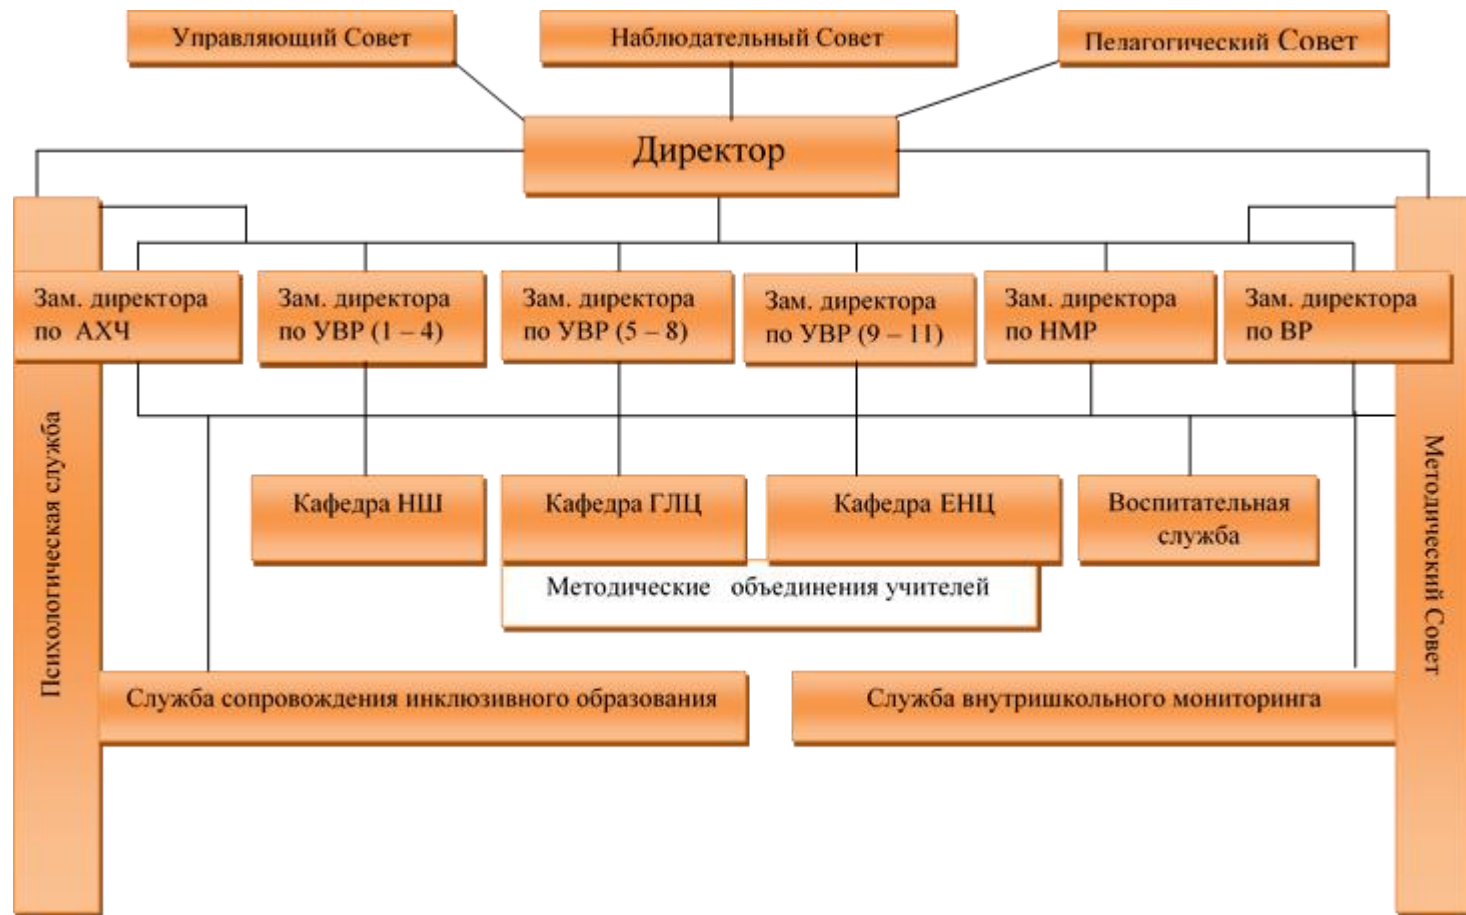 Управляющий Совет
Наблюдательный Совет
Педагогический Совет
Директор
Зам. директора
по АХЧ
Зам. директора
по УВР (1 – 4)
Зам. директора
по УВР (5 – 8)
Зам. директора
по УВР (9 – 11)
Зам. директора
по НМР
Зам. директора
по ВР
Психологическая служба
Методический Совет
Кафедра НШ
Кафедра ГЛЦ
Кафедра ЕНЦ
Воспитательная
служба
Методические объединения учителей
Служба сопровождения инклюзивного образования
Служба внутришкольного мониторинга